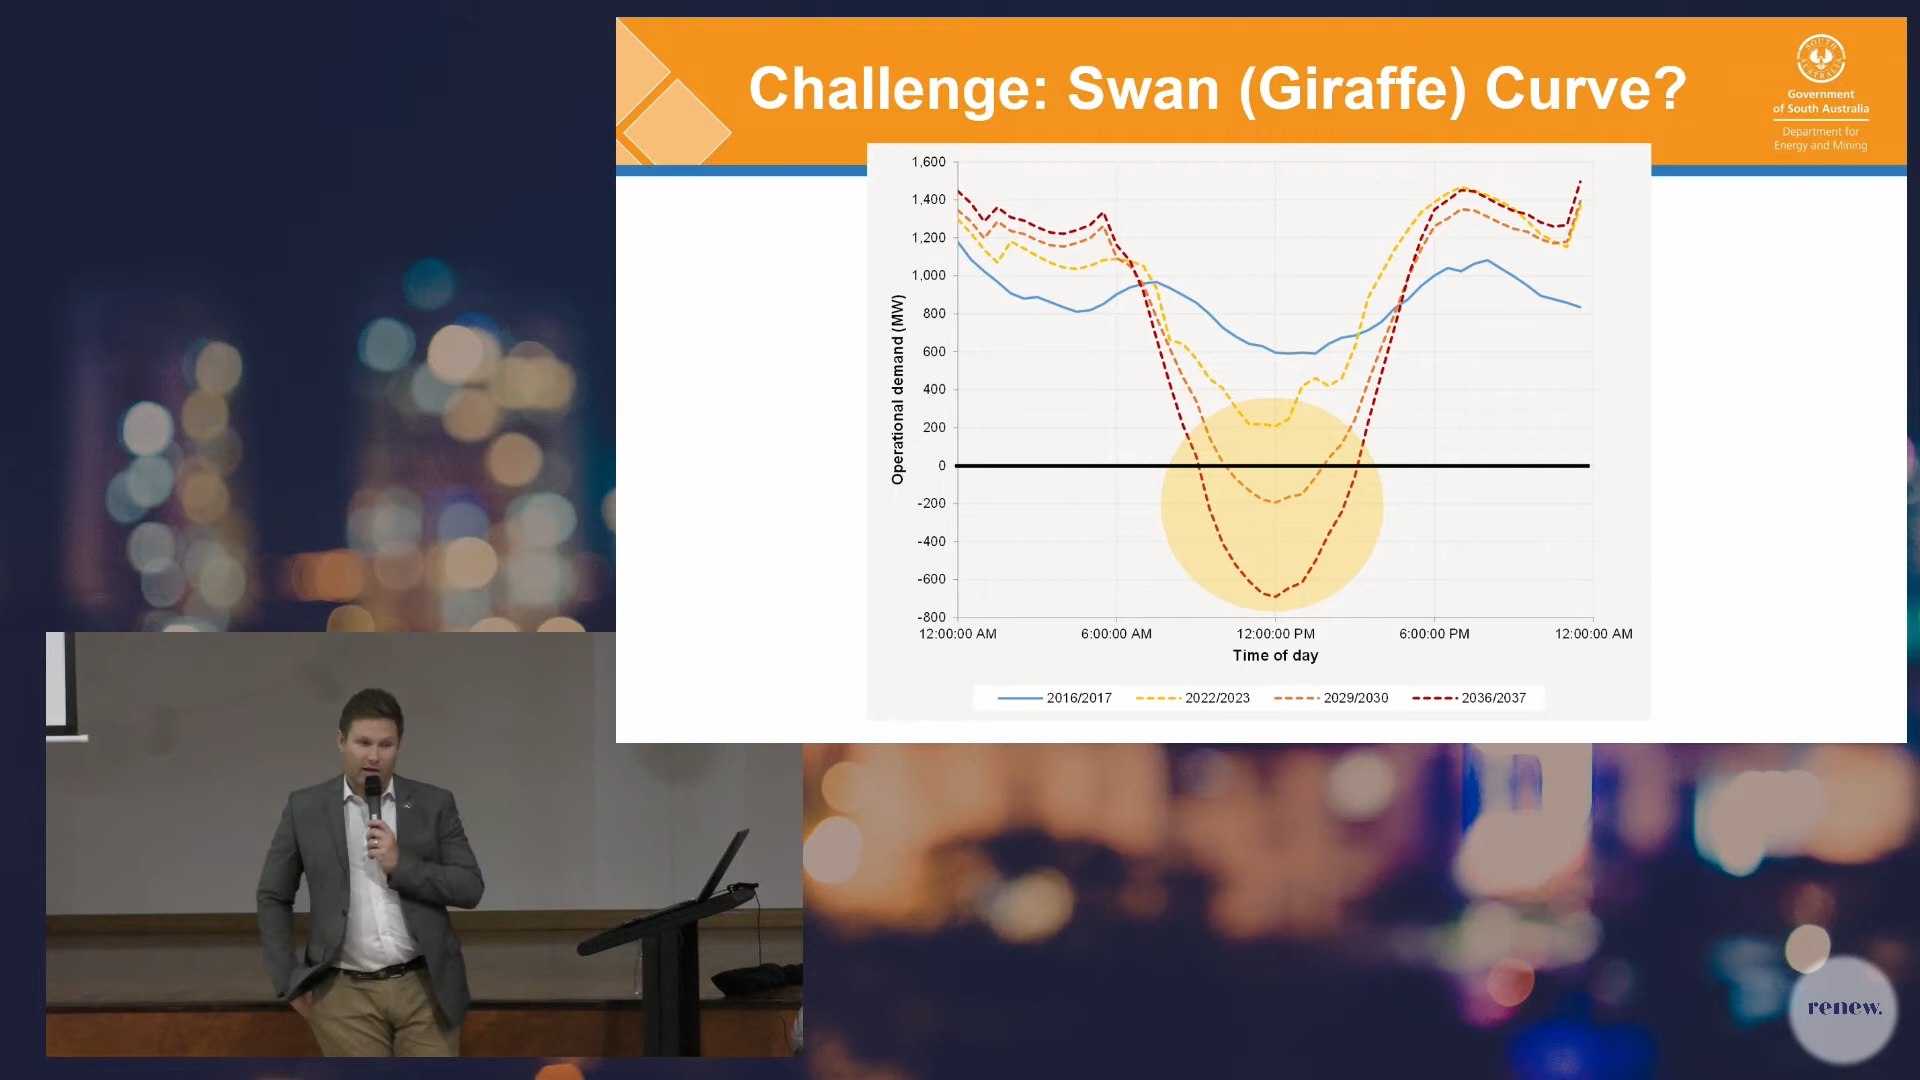 Challenge: Swan (Giraffe) Curve?
SOUTH AUSTRALIA
Government
of South Australia
Department for
Energy and Mining
1,600
1,400
1,200
1,000
800
600
400
200
0
-200
-400
-600
-800
Operational demand (MW)
12:00:00 AM 6:00:00 AM 12:00:00 PM 6:00:00 PM 12:00:00 AM
Time of day
2016/2017 2022/2023 2029/2030 2036/2037
renew.